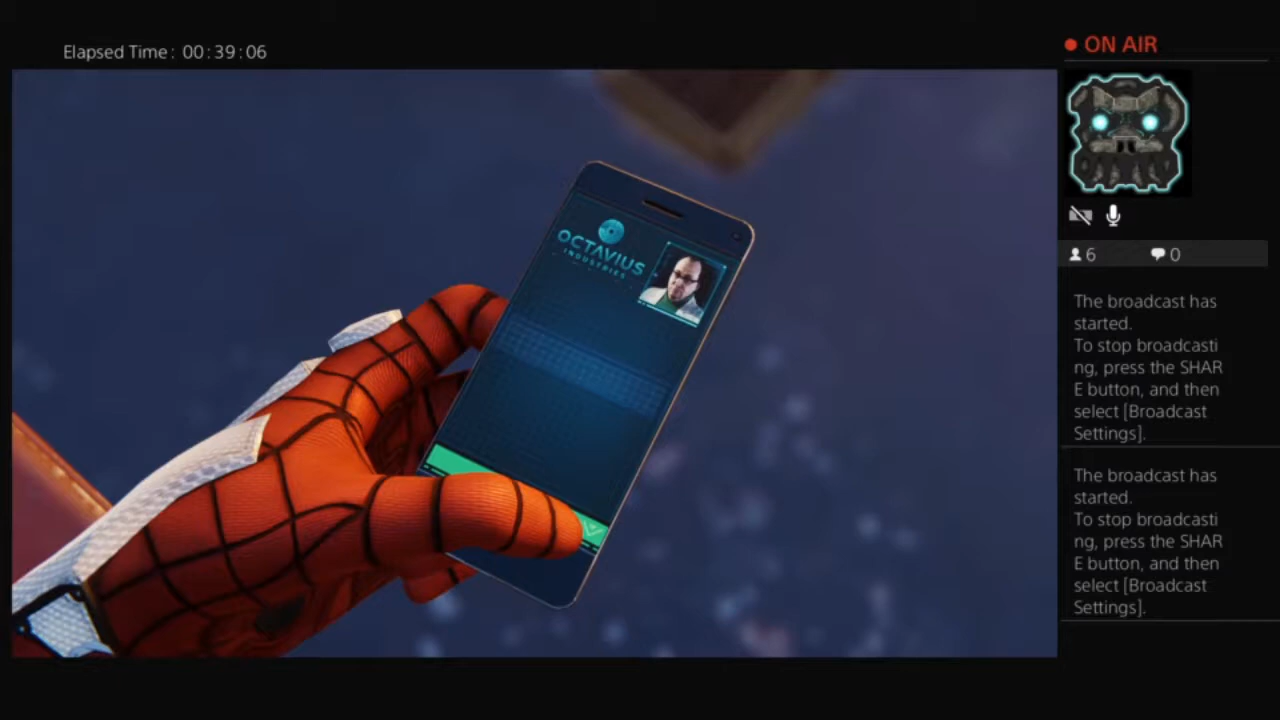 Elapsed Time: 00:39:06
ON AIR
OCTAVIUS
INDUSTRIES
6
0
The broadcast has
started.
To stop broadcasti
ng, press the SHAR
E button, and then
select [Broadcast
Settings].
The broadcast has
started.
To stop broadcasti
ng, press the SHAR
E button, and then
select [Broadcast
Settings].